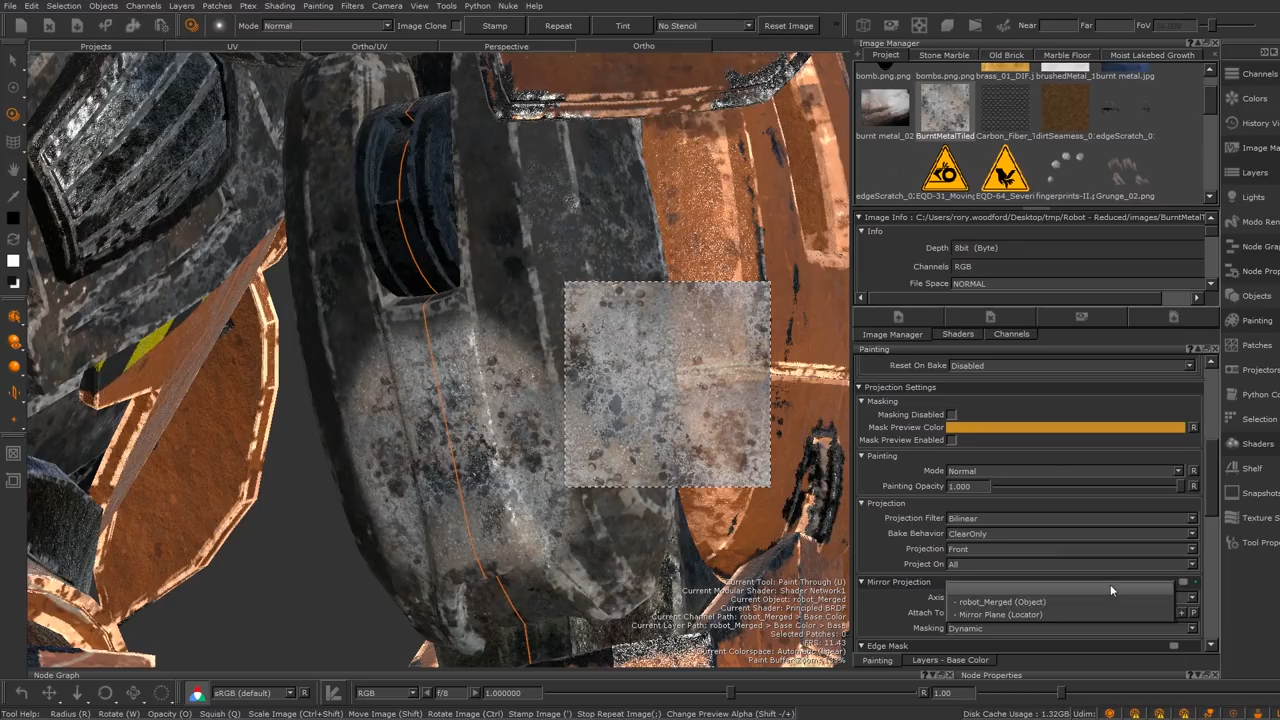 File Edit Selection Objects Channels Layers Patches Ptex Shading Painting Filters Camera View Python Nuke Help
Mode Normal Image Clone Stamp Repeat Tint No Stencil Reset Image Near Far FoV
Projects UV Ortho/UV Perspective Ortho
Image Manager
Project Stone Marble Old Brick Marble Floor Moist Lakebed Growth
bomb.png.png bombs.png.png brass_01_DIF.j brushedMetal_1 burnt metal.jpg
burnt metal_02 BurntMetalTiled Carbon_Fiber_T dirtSeamess_0: edgeScratch_0:
edgeScratch_0: EQD-31_Moving EQD-64_Severi fingerprints-II.j Grunge_02.png
Image Info : C:/Users/rory.woodford/Desktop/tmp/Robot - Reduced/images/BurntMetalT
Info
Depth 8bit (Byte)
Channels RGB
File Space NORMAL
Image Manager Shaders Channels
Painting
Reset On Bake Disabled
Projection Settings
Masking
Masking Disabled
Mask Preview Color R
Mask Preview Enabled R
Painting
Mode Normal R
Painting Opacity 1.000 R
Projection
Projection Filter Bilinear
Bake Behavior ClearOnly
Projection Front
Project On All
Mirror Projection
Axis - robot_Merged (Object)
Attach To - Mirror Plane (Locator) + P
Masking Dynamic
Edge Mask
Painting Layers - Base Color
Channels
Colors
History Vi
Image Ma
Layers
Lights
Modo Ren
Node Gra
Node Prop
Objects
Painting
Patches
Projectors
Python Co
Selection
Shaders
Shelf
Snapshots
Texture S
Tool Prope
Current Tool: Paint Through (U)
Current Shader: Shader Network1
Current Object: robot_Merged
Current Shader: Principled BRDF
Current Channel Path: robot_Merged > Base Color
Current Layer Path: robot_Merged > Base Color > Base
Selected Patches: 0
FPS: 11.43
Current Colorspace: Automatic (linear)
Node Graph Node Properties
sRGB (default) R RGB f/8 1.000000 R 1.00
Tool Help: Radius (R) Rotate (W) Opacity (O) Squish (Q) Scale Image (Ctrl+Shift) Move Image (Shift) Rotate Image (Ctrl) Stamp Image (') Stop Repeat Image(;) Change Preview Alpha (Shift -/+) Disk Cache Usage : 1.32GB Udim: